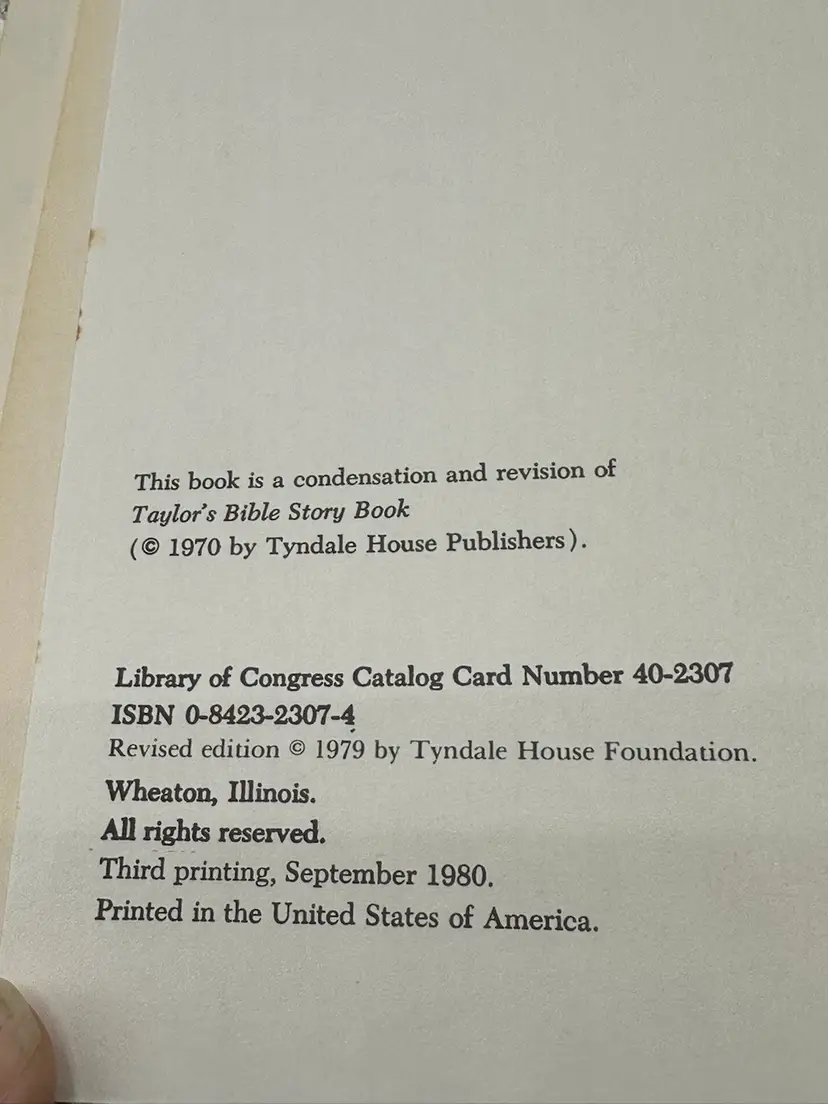 This book is a condensation and revision of
Taylor's Bible Story Book
(© 1970 by Tyndale House Publishers).
Library of Congress Catalog Card Number 40-2307
ISBN 0-8423-2307-4
Revised edition © 1979 by Tyndale House Foundation.
Wheaton, Illinois.
All rights reserved.
Third printing, September 1980.
Printed in the United States of America.